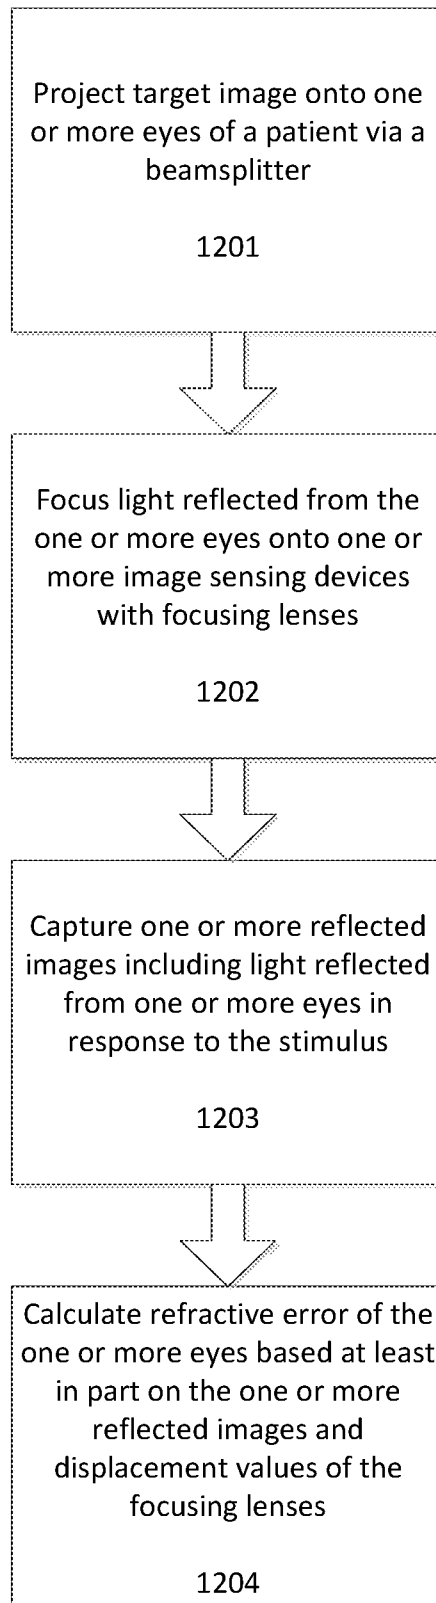 Project target image onto one
or more eyes of a patient via a
beamsplitter
1201
Focus light reflected from the
one or more eyes onto one or
more image sensing devices
with focusing lenses
1202
Capture one or more reflected
images including light reflected
from one or more eyes in
response to the stimulus
1203
Calculate refractive error of the
one or more eyes based at least
in part on the one or more
reflected images and
displacement values of the
focusing lenses
1204